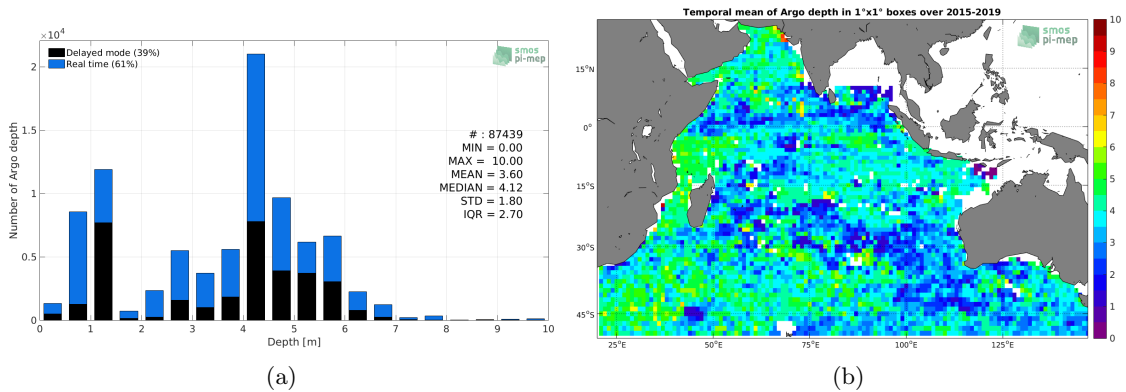 ×10⁴
Delayed mode (39%)
Real time (61%)
smos
pi-mep
2
1.5
1
0.5
0
Number of Argo depth
# : 87439
MIN = 0.00
MAX = 10.00
MEAN = 3.60
MEDIAN = 4.12
STD = 1.80
IQR = 2.70
0 1 2 3 4 5 6 7 8 9 10
Depth [m]
(a)
Temporal mean of Argo depth in 1°x1° boxes over 2015-2019
smos
pi-mep
15°N
0°
15°S
30°S
45°S
25°E 50°E 75°E 100°E 125°E
10
9
8
7
6
5
4
3
2
1
0
(b)